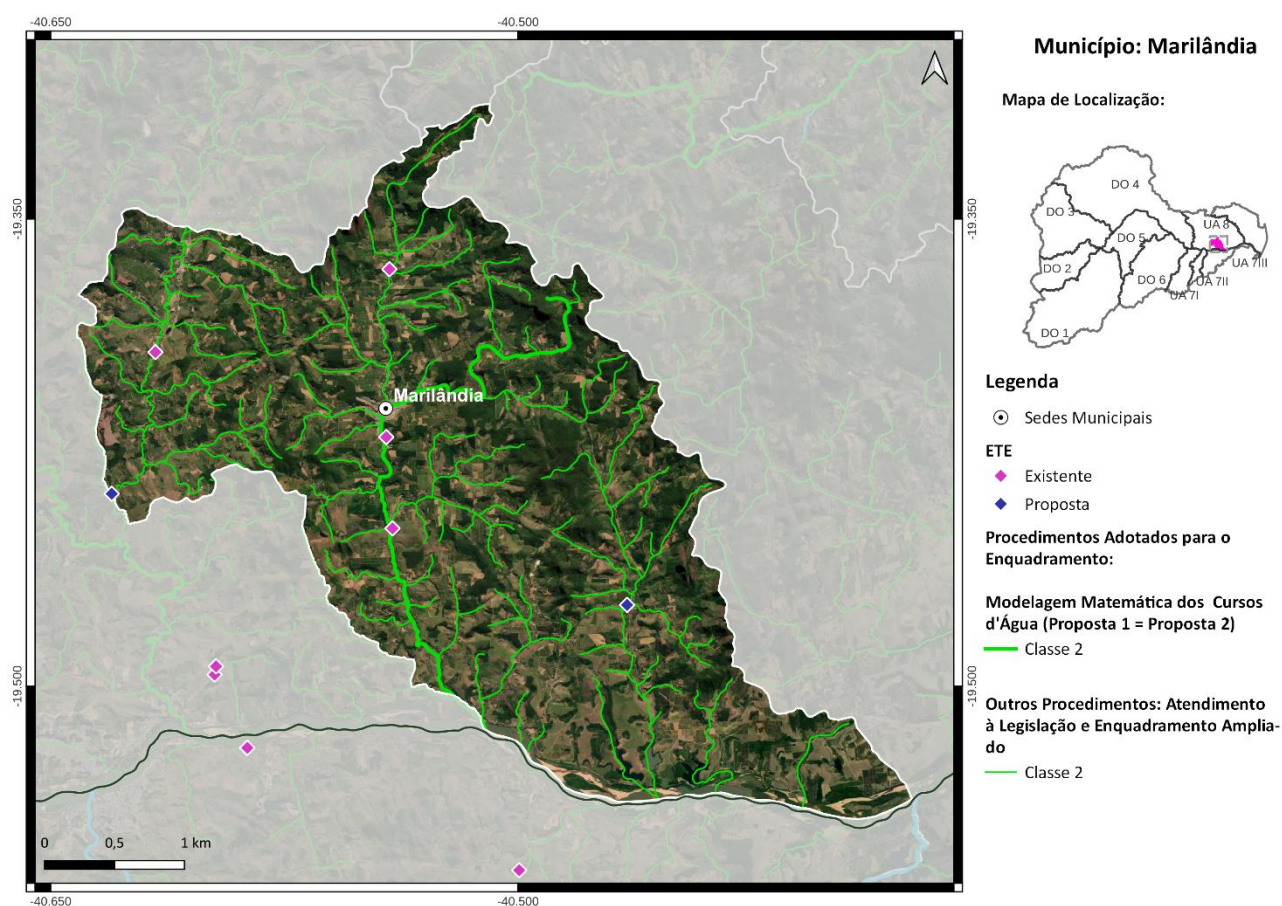 -40.650
-40.500
-19.350
-19.350
Marilândia
-19.500
-19.500
0
0,5
1 km
-40.650
-40.500
Município: Marilândia
Mapa de Localização:
DO 4
DO 3
UA 8
DO 5
DO 2
DO 6
UA 7III
UA 7II
UA 7I
DO 1
Legenda
Sedes Municipais
ETE
Existente
Proposta
Procedimentos Adotados para o
Enquadramento:
Modelagem Matemática dos Cursos
d'Água (Proposta 1 = Proposta 2)
Classe 2
Outros Procedimentos: Atendimento
à Legislação e Enquadramento Amplia-
do
Classe 2